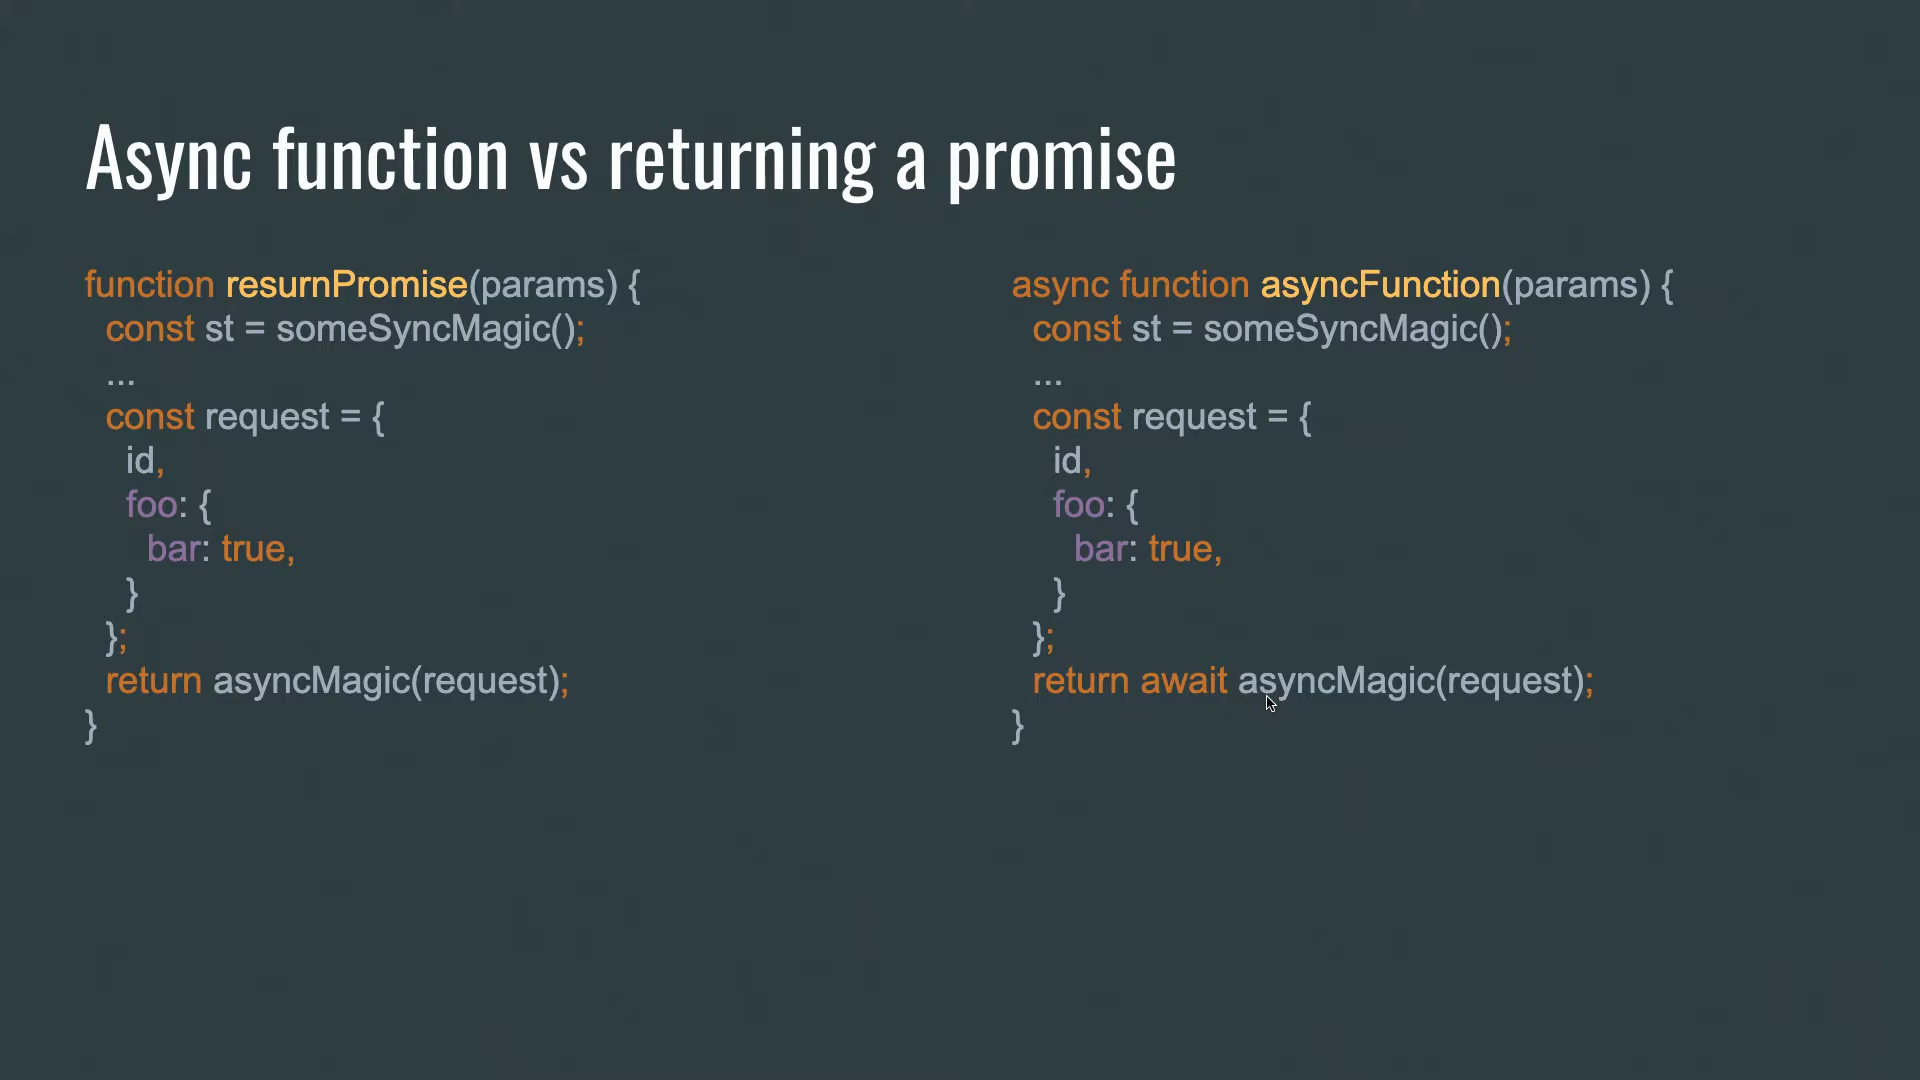 Async function vs returning a promise
function resurnPromise(params) {
const st = someSyncMagic();
...
const request = {
id,
foo: {
bar: true,
}
};
return asyncMagic(request);
}
async function asyncFunction(params) {
const st = someSyncMagic();
...
const request = {
id,
foo: {
bar: true,
}
};
return await asyncMagic(request);
}